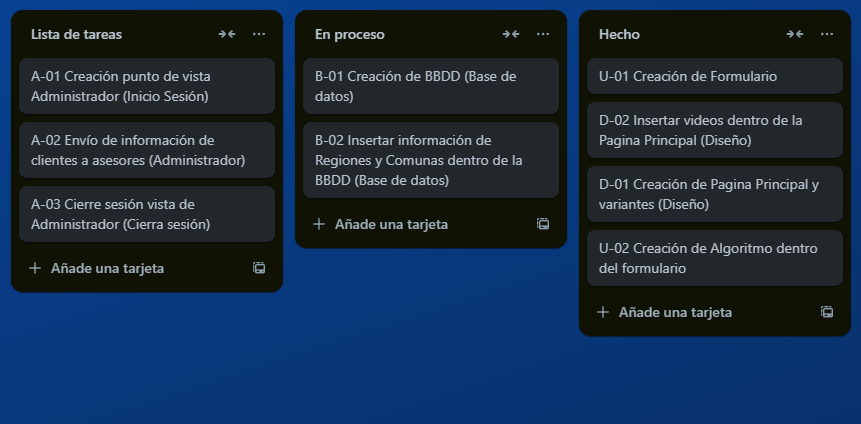 Lista de tareas
A-01 Creación punto de vista
Administrador (Inicio Sesión)
A-02 Envío de información de
clientes a asesores (Administrador)
A-03 Cierre sesión vista de
Administrador (Cierra sesión)
Añade una tarjeta
En proceso
B-01 Creación de BBDD (Base de
datos)
B-02 Insertar información de
Regiones y Comunas dentro de la
BBDD (Base de datos)
Añade una tarjeta
Hecho
U-01 Creación de Formulario
D-02 Insertar videos dentro de la
Pagina Principal (Diseño)
D-01 Creación de Pagina Principal y
variantes (Diseño)
U-02 Creación de Algoritmo dentro
del formulario
Añade una tarjeta